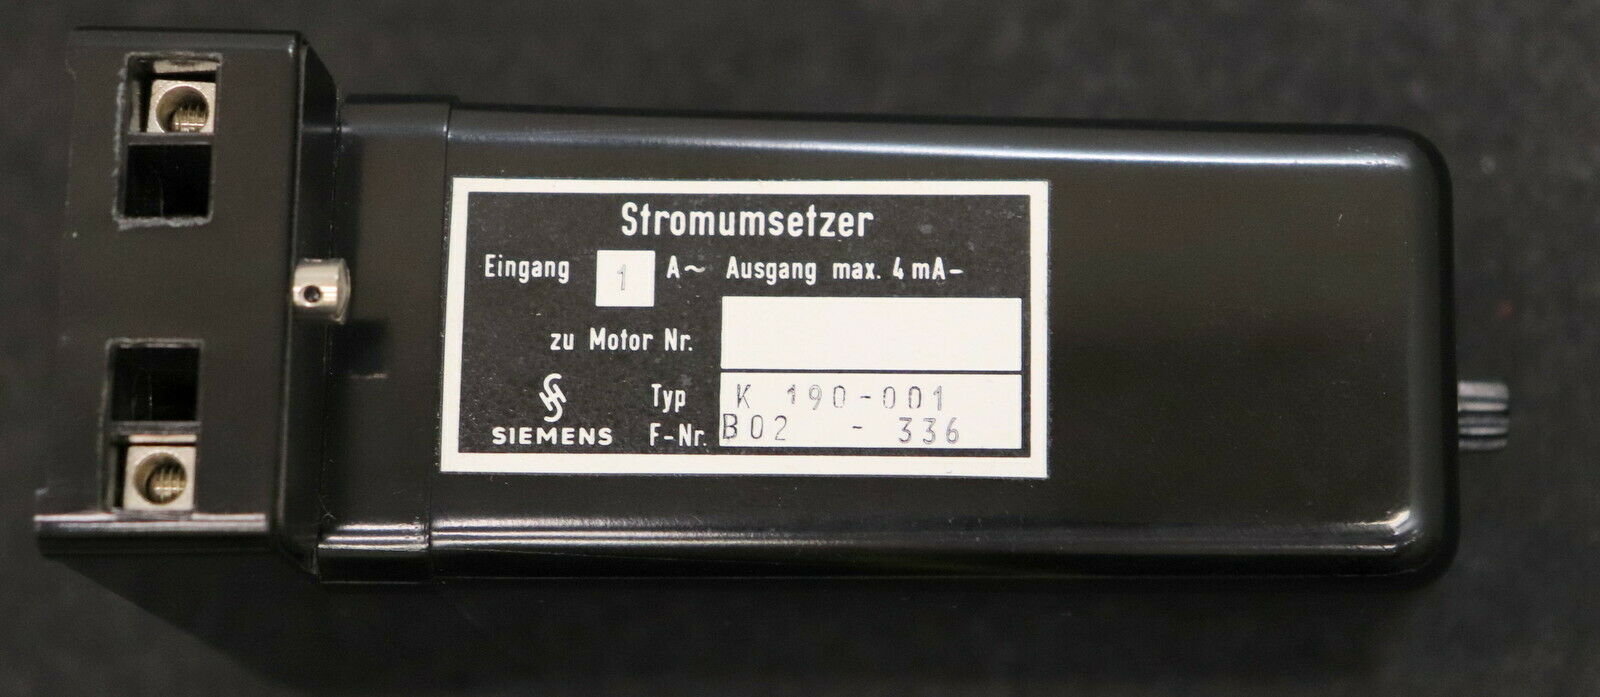 Stromumsetzer
Eingang 1 A~ Ausgang max. 4 mA-
zu Motor Nr.
Typ K 190-001
SIEMENS F-Nr. B02 - 336